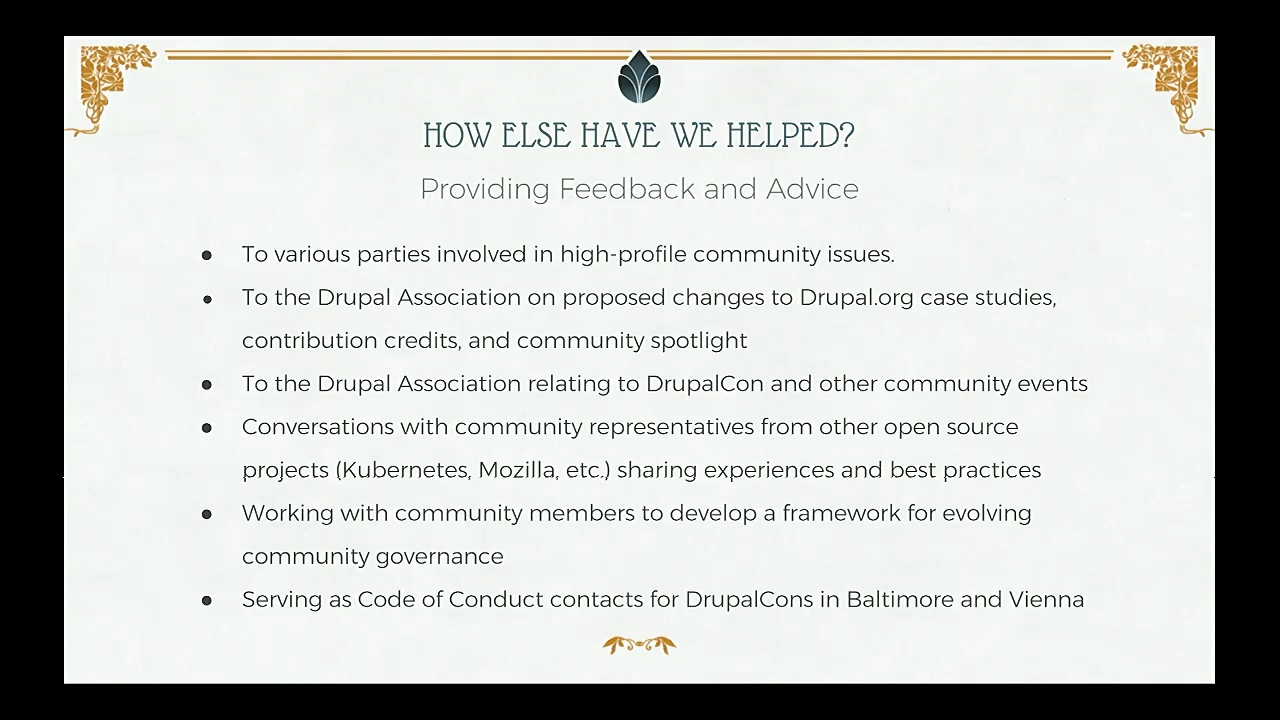 HOW ELSE HAVE WE HELPED?
Providing Feedback and Advice
● To various parties involved in high-profile community issues.
● To the Drupal Association on proposed changes to Drupal.org case studies,
contribution credits, and community spotlight
● To the Drupal Association relating to DrupalCon and other community events
● Conversations with community representatives from other open source
projects (Kubernetes, Mozilla, etc.) sharing experiences and best practices
● Working with community members to develop a framework for evolving
community governance
● Serving as Code of Conduct contacts for DrupalCons in Baltimore and Vienna